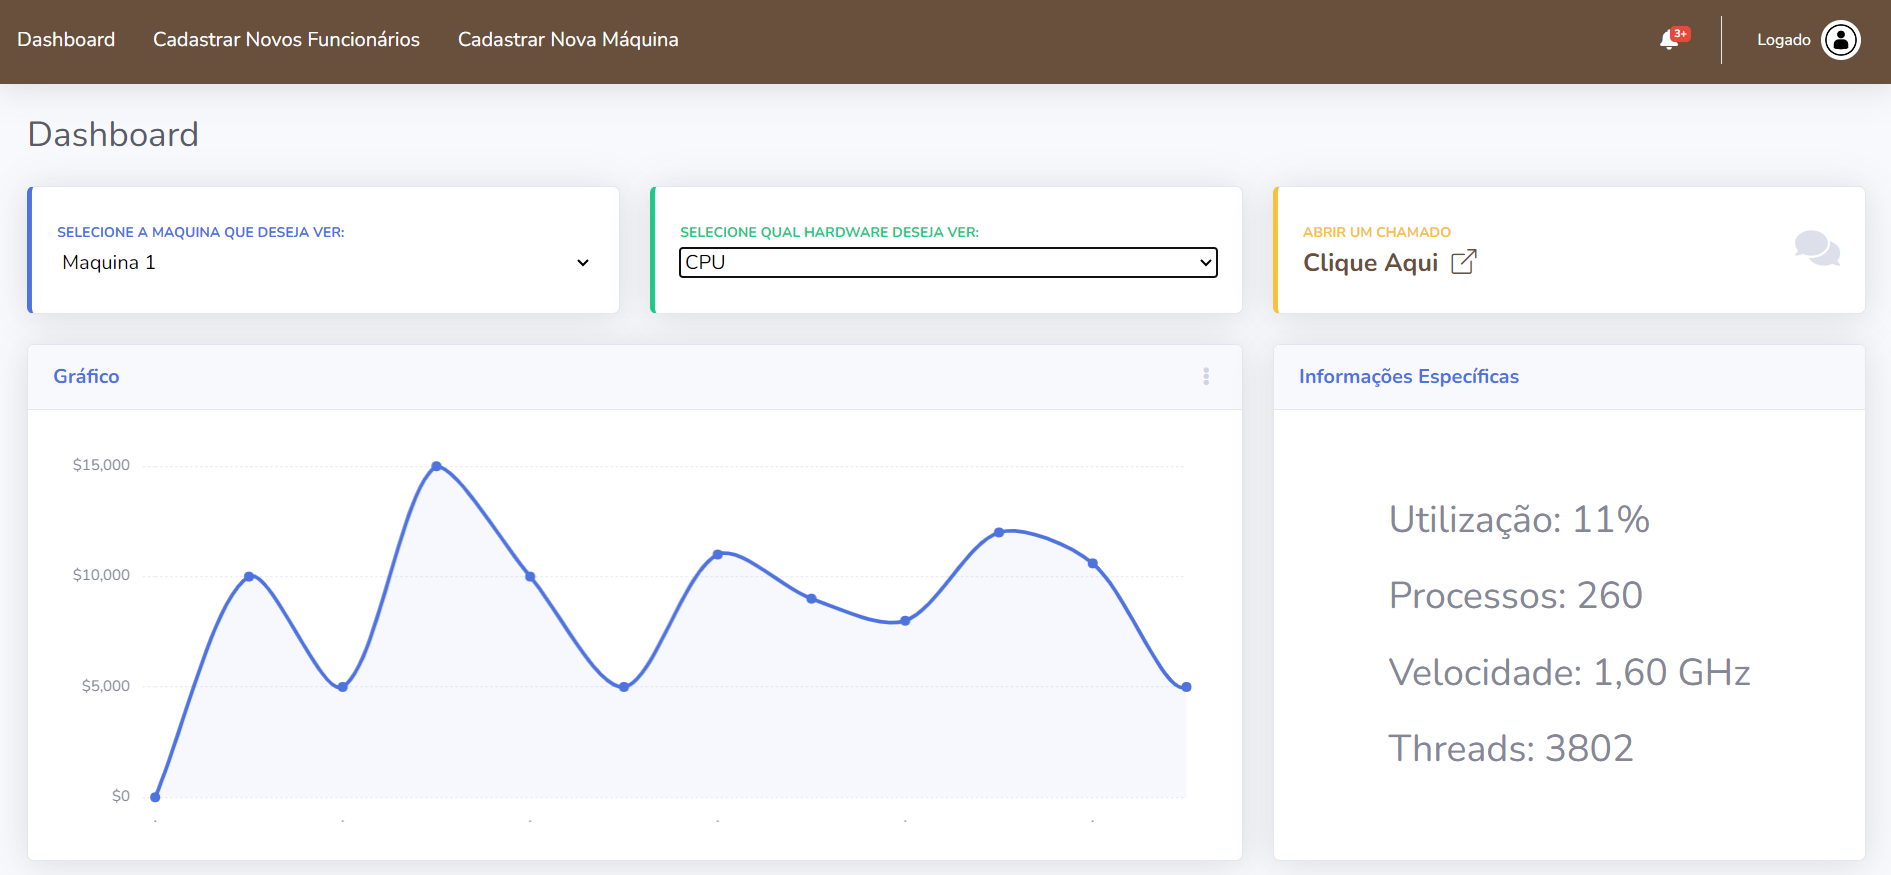 Dashboard
Cadastrar Novos Funcionários
Cadastrar Nova Máquina
3+
Logado
Dashboard
SELECIONE A MAQUINA QUE DESEJA VER:
Maquina 1
SELECIONE QUAL HARDWARE DESEJA VER:
CPU
ABRIR UM CHAMADO
Clique Aqui
Gráfico
$15,000
$10,000
$5,000
$0
Informações Específicas
Utilização: 11%
Processos: 260
Velocidade: 1,60 GHz
Threads: 3802